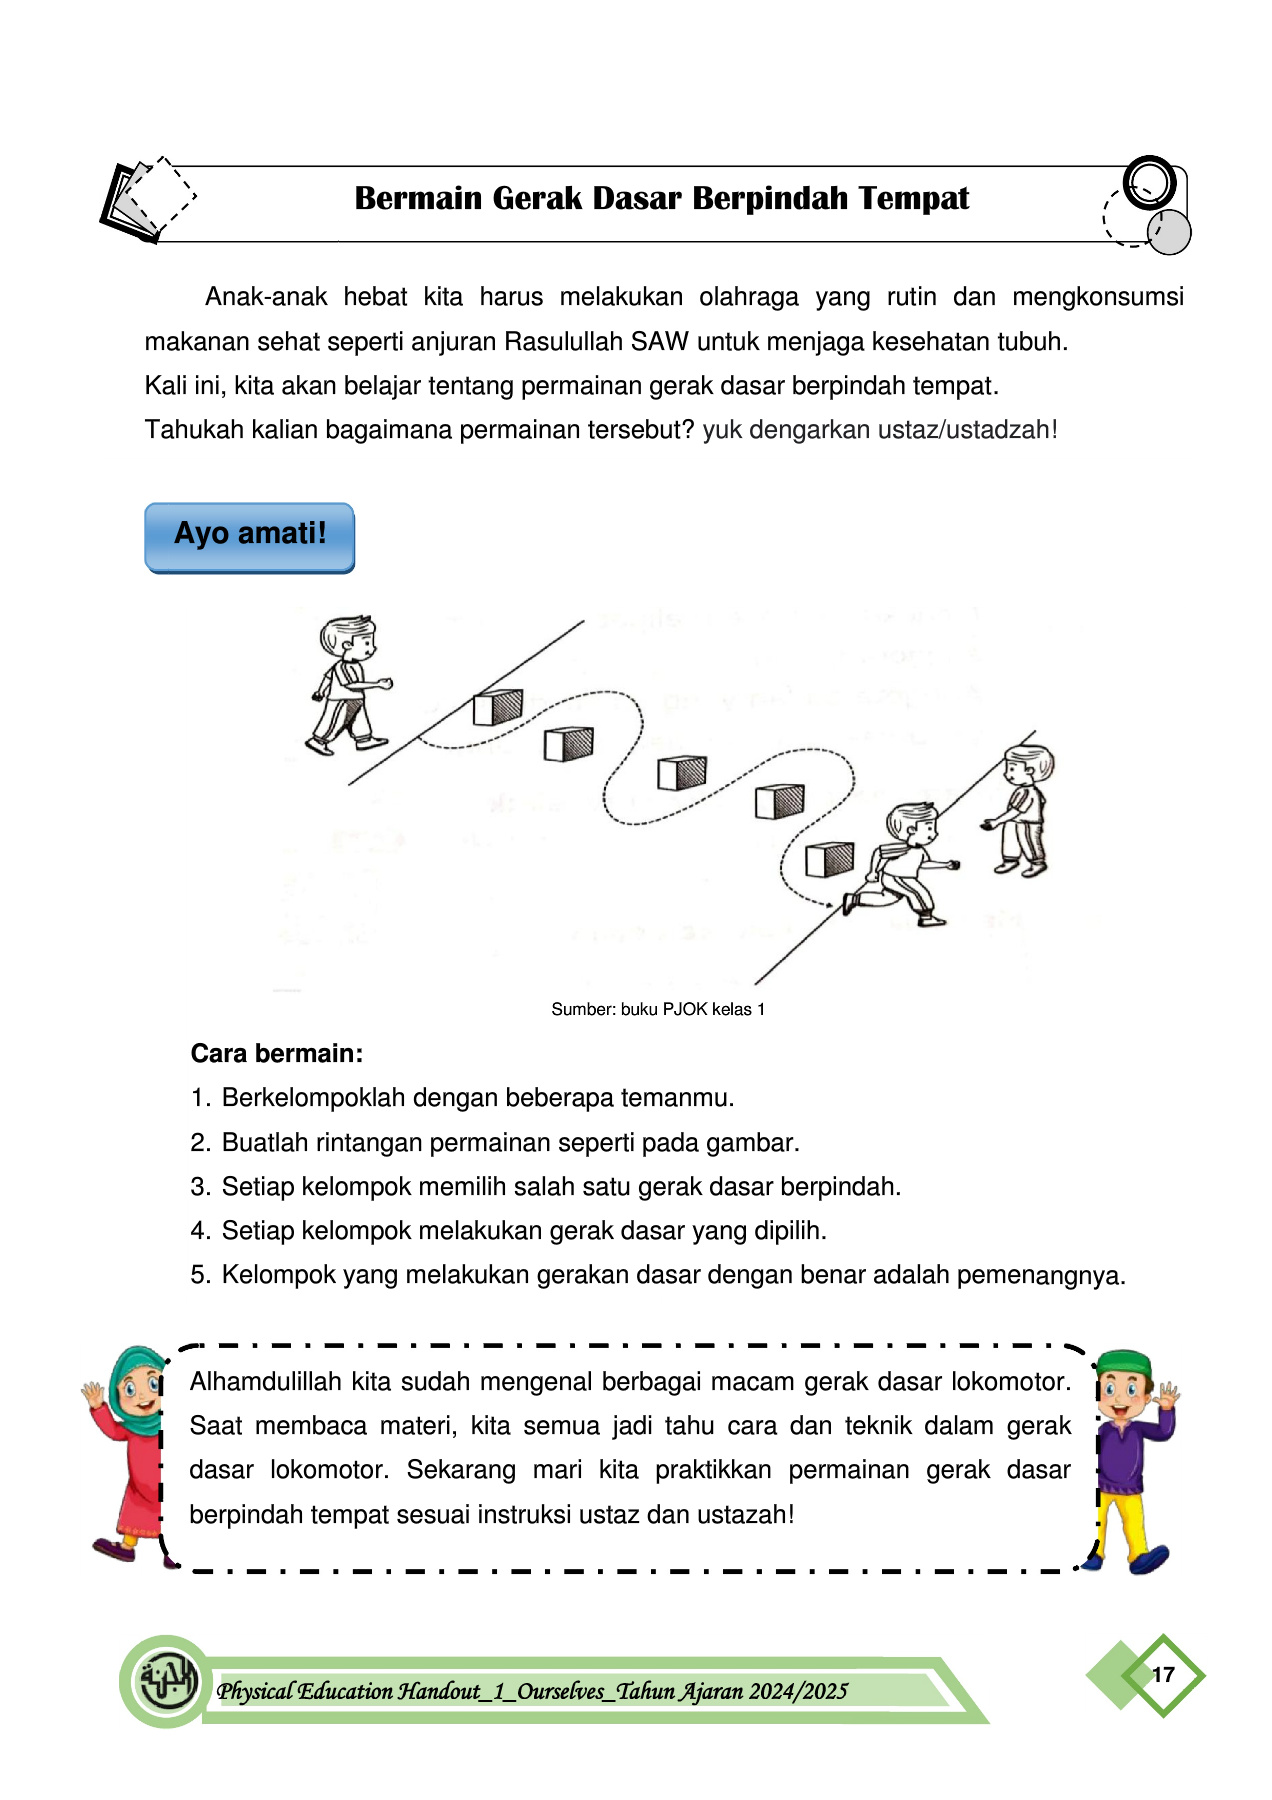 Bermain Gerak Dasar Berpindah Tempat
Anak-anak hebat kita harus melakukan olahraga yang rutin dan mengkonsumsi
makanan sehat seperti anjuran Rasulullah SAW untuk menjaga kesehatan tubuh.
Kali ini, kita akan belajar tentang permainan gerak dasar berpindah tempat.
Tahukah kalian bagaimana permainan tersebut? yuk dengarkan ustaz/ustadzah!
Ayo amati!
Sumber: buku PJOK kelas 1
Cara bermain:
1. Berkelompoklah dengan beberapa temanmu.
2. Buatlah rintangan permainan seperti pada gambar.
3. Setiap kelompok memilih salah satu gerak dasar berpindah.
4. Setiap kelompok melakukan gerak dasar yang dipilih.
5. Kelompok yang melakukan gerakan dasar dengan benar adalah pemenangnya.
Alhamdulillah kita sudah mengenal berbagai macam gerak dasar lokomotor.
Saat membaca materi, kita semua jadi tahu cara dan teknik dalam gerak
dasar lokomotor. Sekarang mari kita praktikkan permainan gerak dasar
berpindah tempat sesuai instruksi ustaz dan ustazah!
Physical Education Handout_1_Ourselves_Tahun Ajaran 2024/2025
17